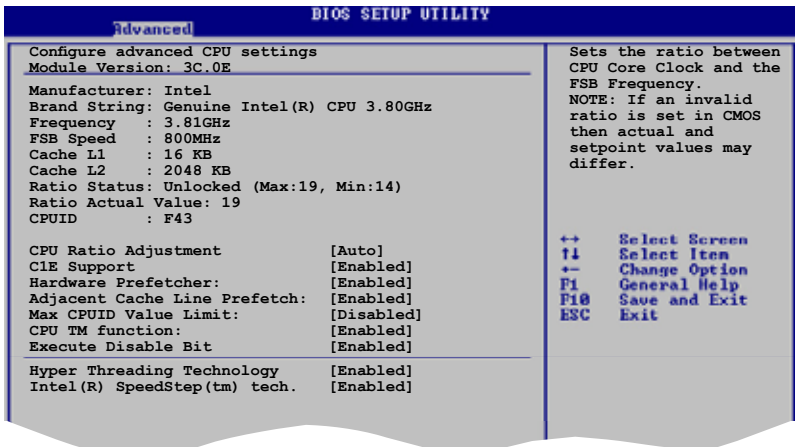 BIOS SETUP UTILITY
Advanced
Configure advanced CPU settings
Module Version: 3C.0E
Manufacturer: Intel
Brand String: Genuine Intel(R) CPU 3.80GHz
Frequency : 3.81GHz
FSB Speed : 800MHz
Cache L1 : 16 KB
Cache L2 : 2048 KB
Ratio Status: Unlocked (Max:19, Min:14)
Ratio Actual Value: 19
CPUID : F43
CPU Ratio Adjustment [Auto]
C1E Support [Enabled]
Hardware Prefetcher: [Enabled]
Adjacent Cache Line Prefetch: [Enabled]
Max CPUID Value Limit: [Disabled]
CPU TM function: [Enabled]
Execute Disable Bit [Enabled]
Hyper Threading Technology [Enabled]
Intel(R) SpeedStep(tm) tech. [Enabled]
Sets the ratio between
CPU Core Clock and the
FSB Frequency.
NOTE: If an invalid
ratio is set in CMOS
then actual and
setpoint values may
differ.
↔ Select Screen
↑↓ Select Item
+- Change Option
F1 General Help
F10 Save and Exit
ESC Exit